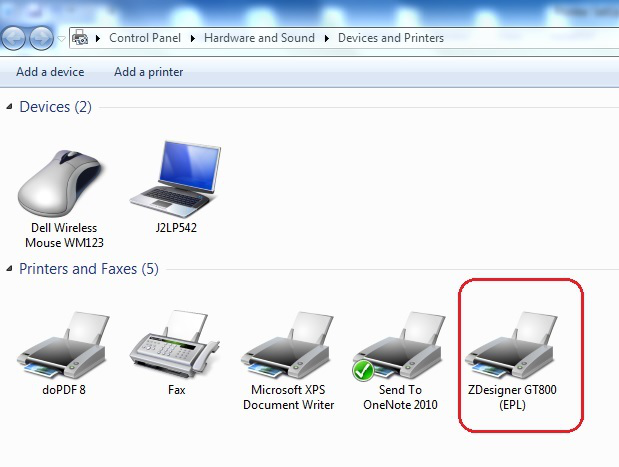 Control Panel Hardware and Sound Devices and Printers
Add a device Add a printer
Devices (2)
Dell Wireless
Mouse WM123
J2LP542
Printers and Faxes (5)
doPDF 8
Fax
Microsoft XPS
Document Writer
Send To
OneNote 2010
ZDesigner GT800
(EPL)